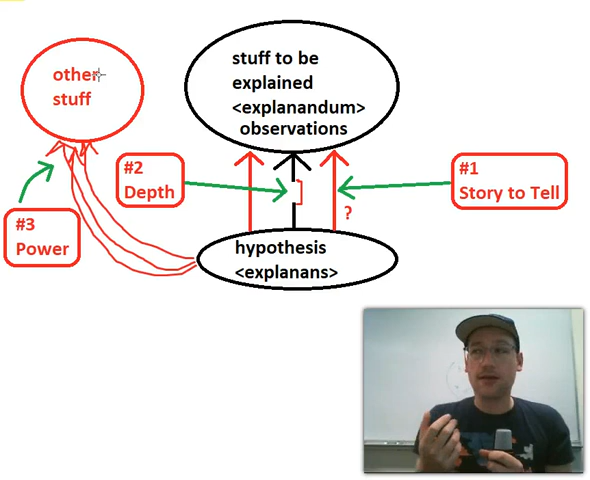 other
stuff
stuff to be
explained
<explanandum>
observations
#2
Depth
#1
Story to Tell
#3
Power
?
hypothesis
<explanans>